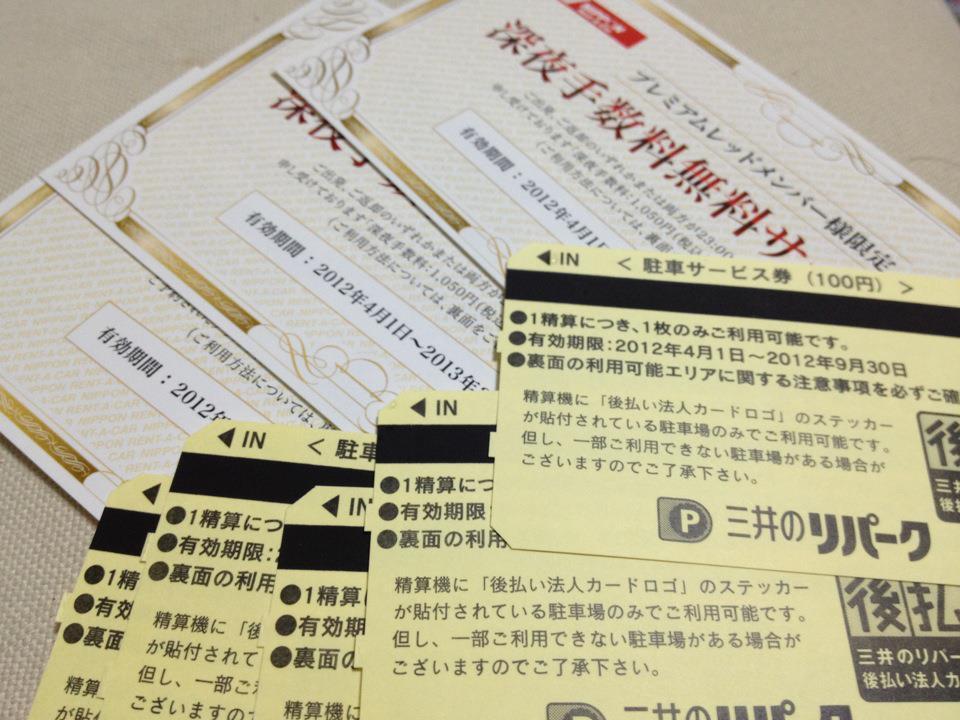 プレミアムレッドメンバー様限定
深夜手数料無料サ
ご出発、ご返却のいずれかまたは両方が23:00
申し受けております「深夜手数料:1,050円(税込
(ご利用方法については、裏面
有効期間:2012年4月1日
深夜手
ご出発、ご返却のいずれかまたは両方が
申し受けております「深夜手数料:1,050円(税込
(ご利用方法については、裏面をご
有効期間:2012年4月1日~2013年3
(ご利用方法については、
有効期間:2012年
RENT-A-CAR NIPPON RENT-A-CAR
◀IN < 駐車サービス券 (100円) >
●1精算につき、1枚のみご利用可能です。
●有効期限:2012年4月1日~2012年9月30日
●裏面の利用可能エリアに関する注意事項を必ずご確
精算機に「後払い法人カードロゴ」のステッカー
が貼付されている駐車場のみでご利用可能です。
但し、一部ご利用できない駐車場がある場合が
ございますのでご了承下さい。
P 三井のリパーク
後
三井
後払
◀IN
●1精算につ
●有効期限
●裏面の利用
精算機に「後払い法人カードロゴ」のステッカー
が貼付されている駐車場のみでご利用可能です。
但し、一部ご利用できない駐車場がある場合が
ございますのでご了承下さい。
後払
三井のリパー
後払い法人カー
P 三井のリパーク
◀IN
●1精算
●有効期
●裏面の
精算機に
◀IN < 駐車
●1精算につ
●有効期限:
●裏面の利用
精算機に「後
が貼付されて
但し、一部ご
ございますの
●1精
●有効
●裏面
精算
が貼付